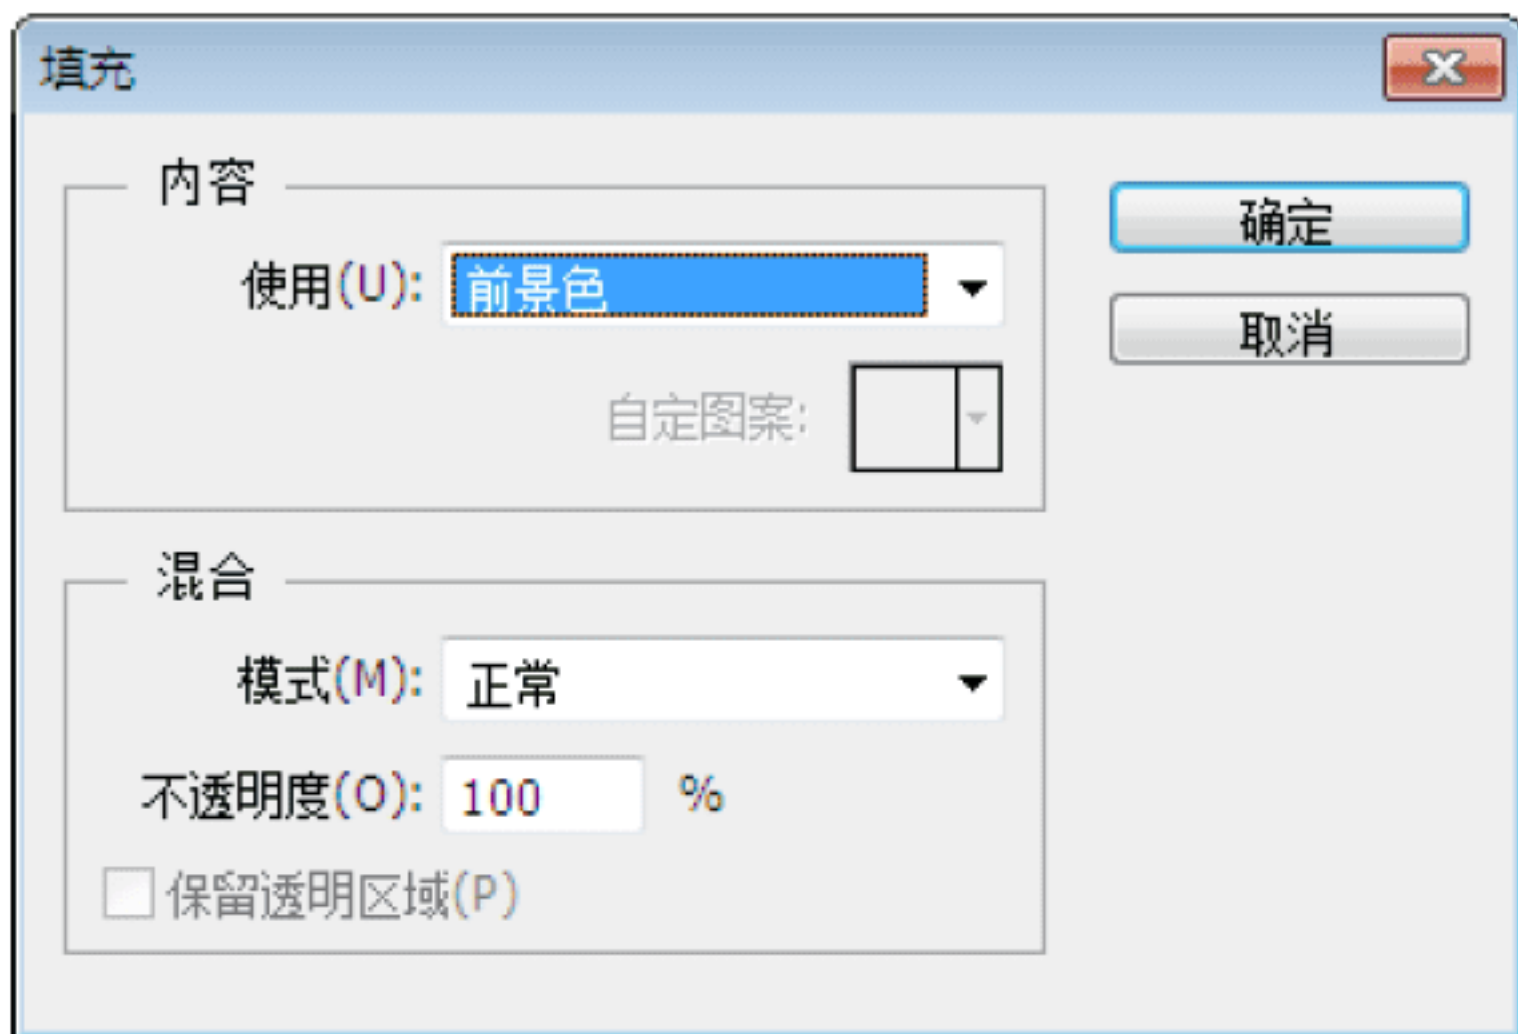 填充
内容
使用(U): 前景色
自定图案:
确定
取消
混合
模式(M): 正常
不透明度(O): 100 %
保留透明区域(P)